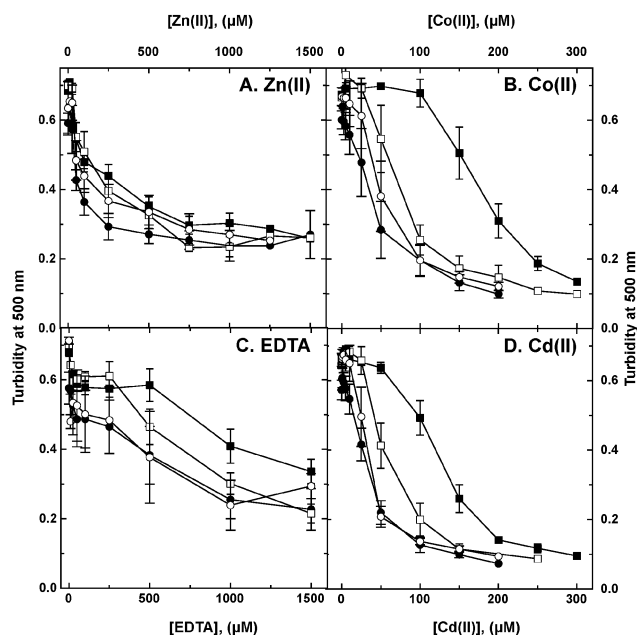 [Zn(II)], (µM) [Co(II)], (µM)
0 500 1000 1500 0 100 200 300
A. Zn(II) B. Co(II)
0.6 0.6
0.4 0.4
0.2 0.2
Turbidity at 500 nm Turbidity at 500 nm
0.0 0.0
C. EDTA D. Cd(II)
0.6 0.6
0.4 0.4
0.2 0.2
0.0 0.0
0 500 1000 1500 0 100 200 300
[EDTA], (µM) [Cd(II)], (µM)